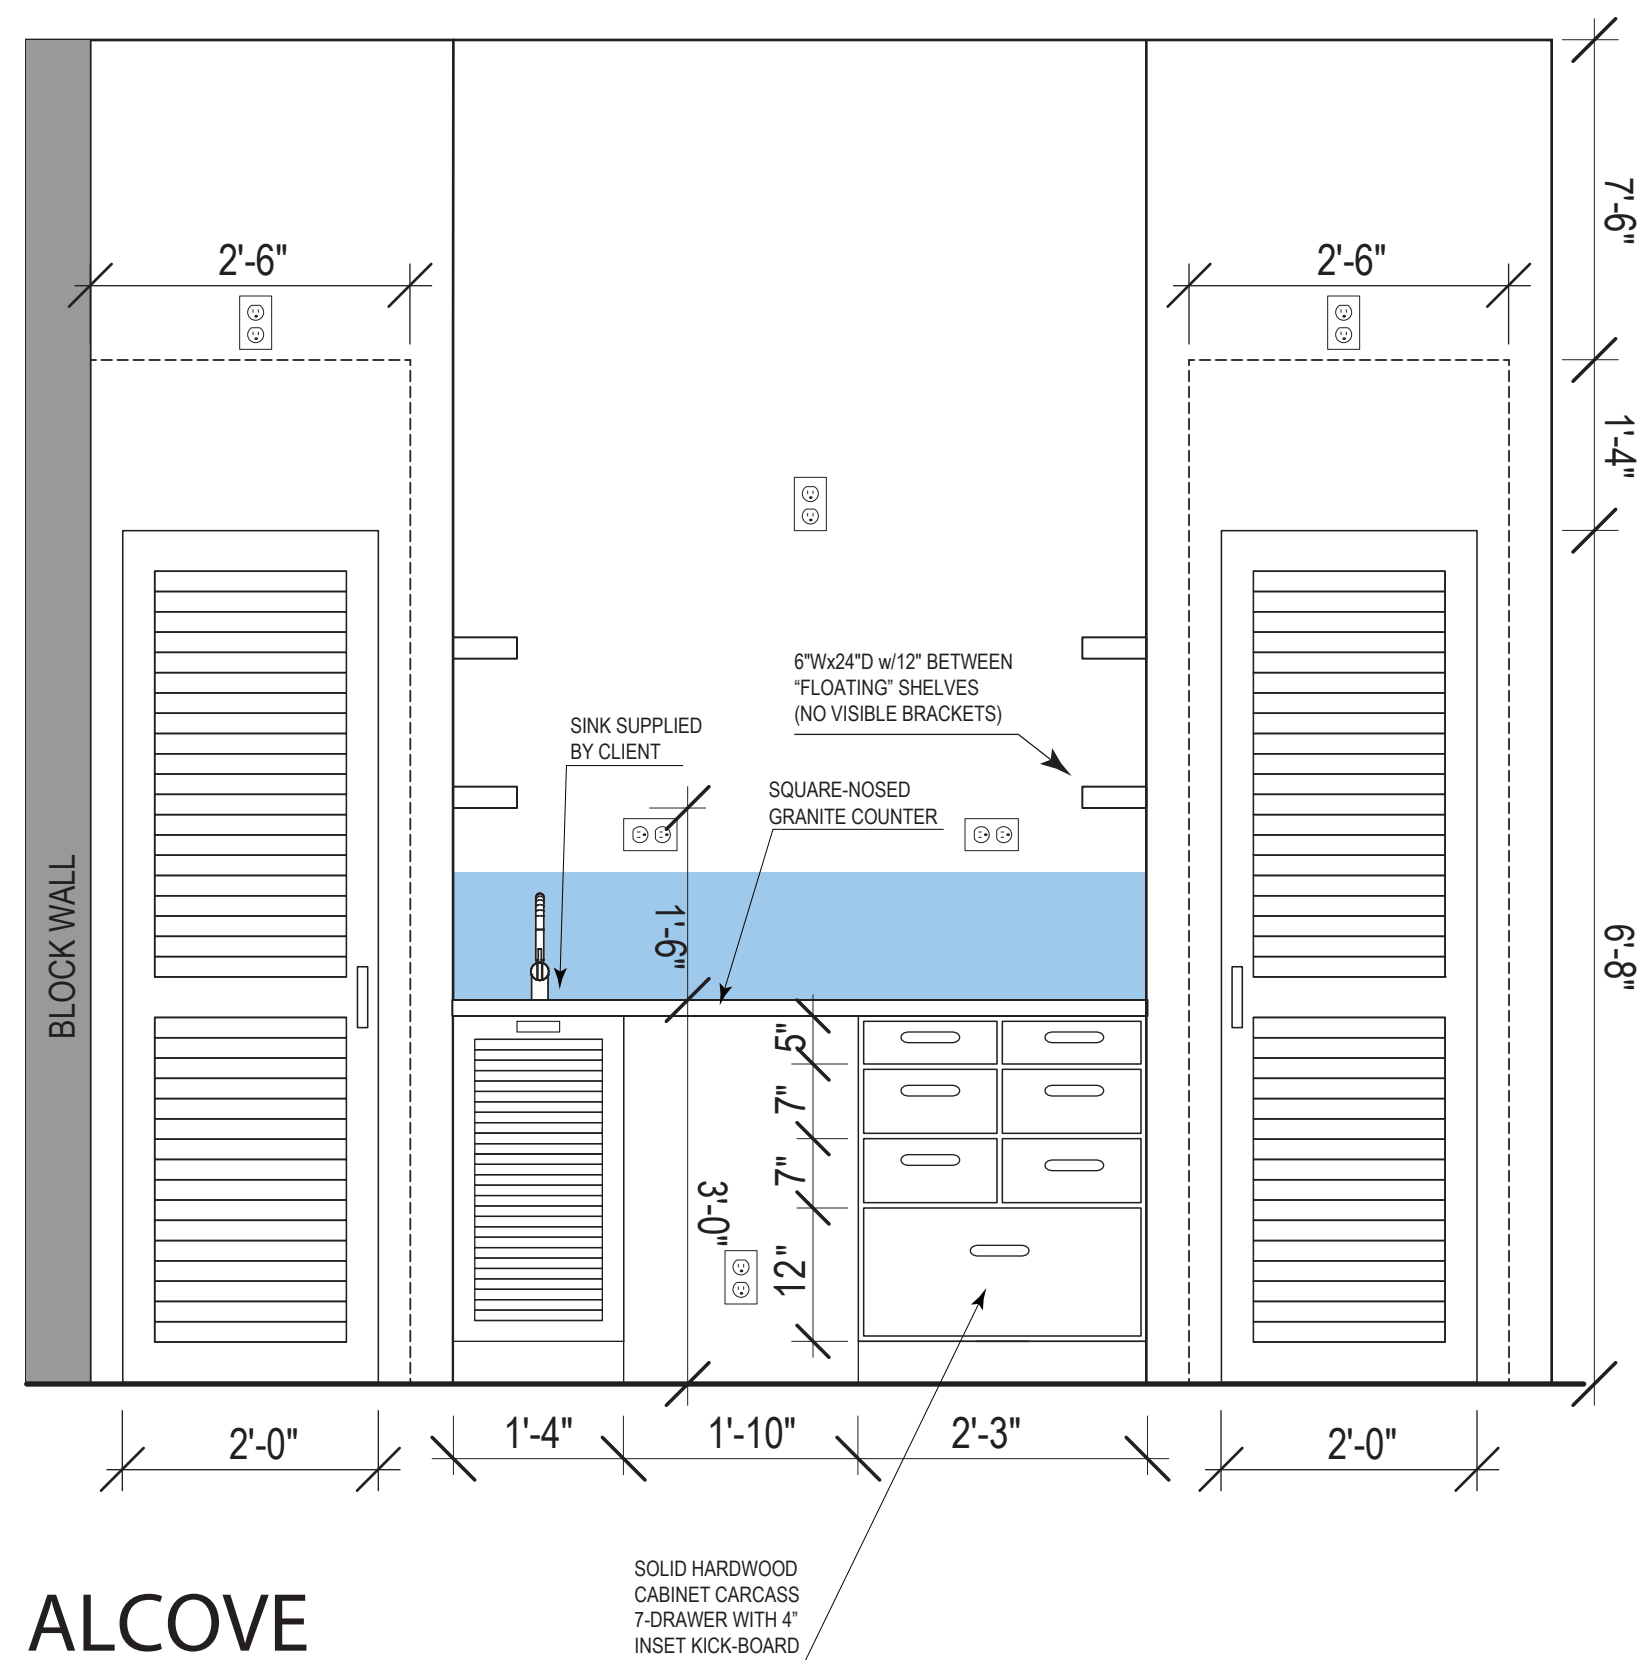 7'-6"
2'-6"
2'-6"
1'-4"
6"Wx24"D w/12" BETWEEN
“FLOATING” SHELVES
(NO VISIBLE BRACKETS)
SINK SUPPLIED
BY CLIENT
SQUARE-NOSED
GRANITE COUNTER
BLOCK WALL
1'-6"
6'-8"
5"
7"
7"
3'-0"
12"
2'-0"
1'-4"
1'-10"
2'-3"
2'-0"
SOLID HARDWOOD
CABINET CARCASS
7-DRAWER WITH 4”
INSET KICK-BOARD
ALCOVE